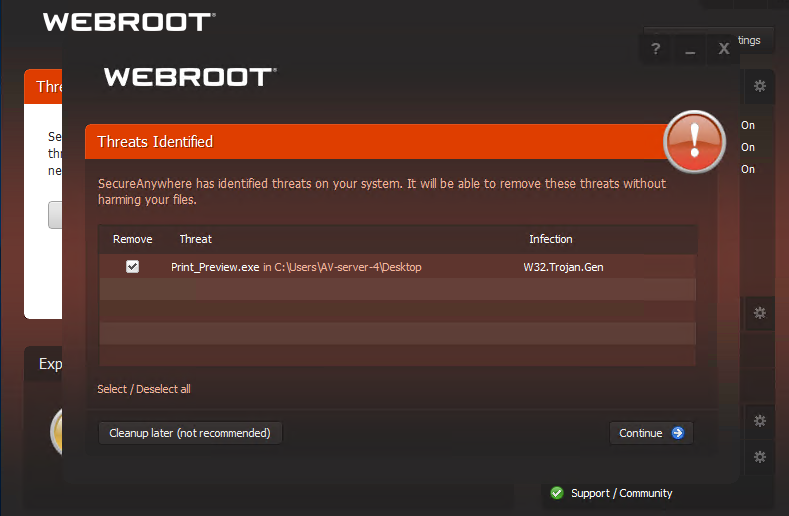 WEBROOT
tings
?
_
X
WEBROOT
Thre
Threats Identified
!
On
Se
thr
ne
On
On
SecureAnywhere has identified threats on your system. It will be able to remove these threats without
harming your files.
Remove Threat Infection
Print_Preview.exe in C:\Users\AV-server-4\Desktop W32.Trojan.Gen
Exp
Select / Deselect all
Cleanup later (not recommended) Continue
Support / Community